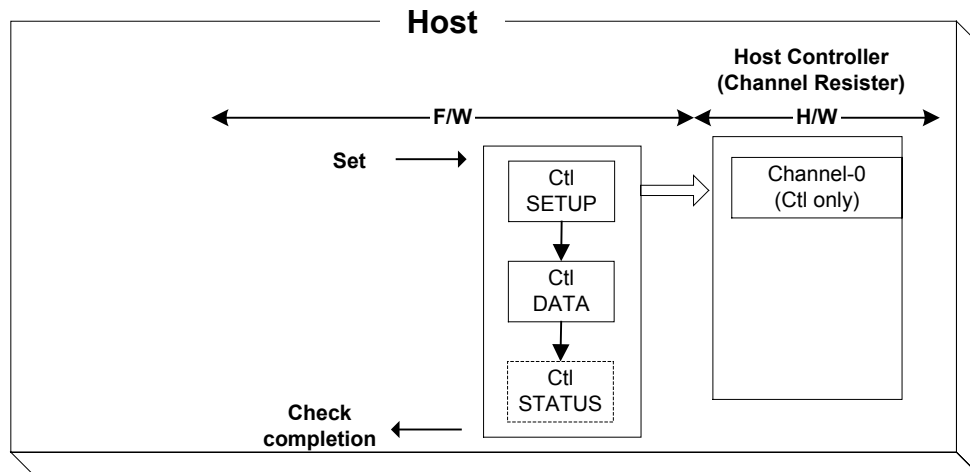 Host
Host Controller
(Channel Resister)
F/W
H/W
Set
Ctl
SETUP
Channel-0
(Ctl only)
Ctl
DATA
Ctl
STATUS
Check
completion